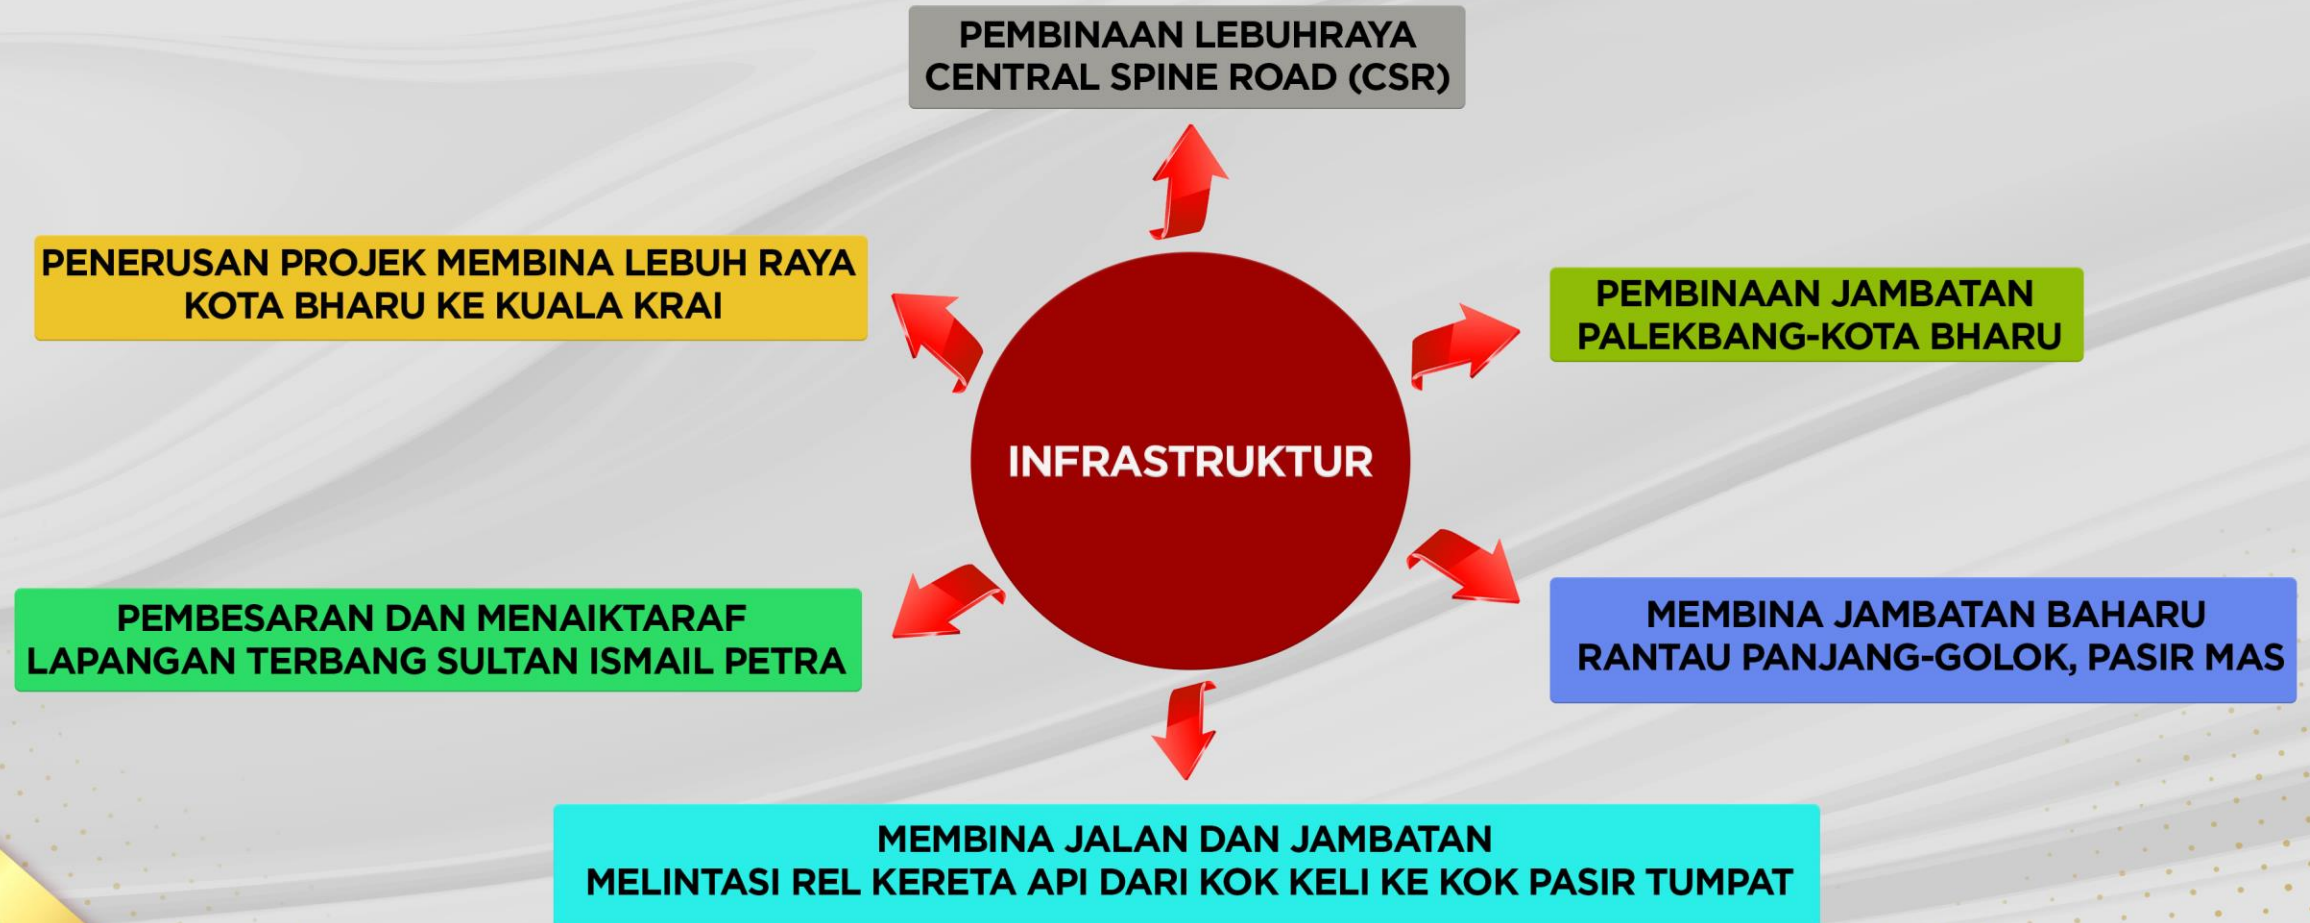 PEMBINAAN LEBUHRAYA
CENTRAL SPINE ROAD (CSR)
PENERUSAN PROJEK MEMBINA LEBUH RAYA
KOTA BHARU KE KUALA KRAI
PEMBINAAN JAMBATAN
PALEKBANG-KOTA BHARU
INFRASTRUKTUR
PEMBESARAN DAN MENAIKTARAF
LAPANGAN TERBANG SULTAN ISMAIL PETRA
MEMBINA JAMBATAN BAHARU
RANTAU PANJANG-GOLOK, PASIR MAS
MEMBINA JALAN DAN JAMBATAN
MELINTASI REL KERETA API DARI KOK KELI KE KOK PASIR TUMPAT